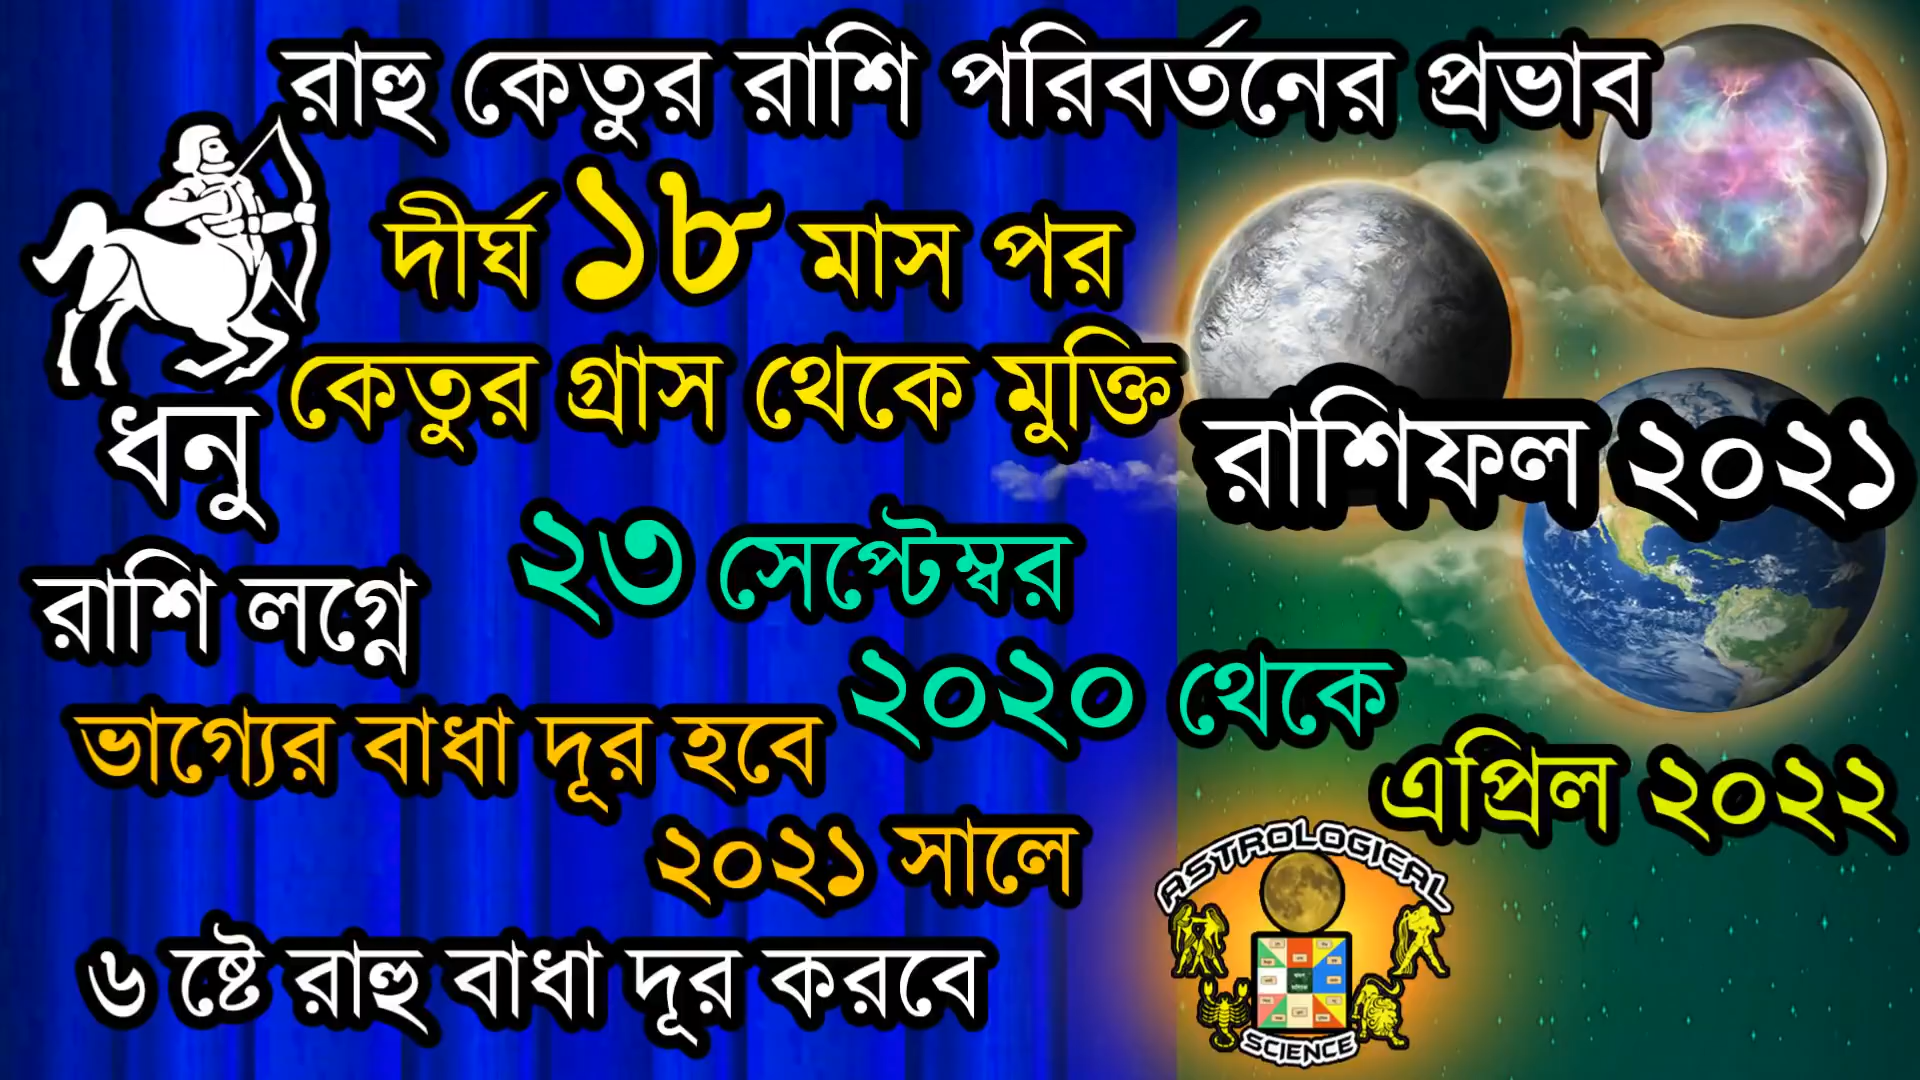 রাহু কেতুর রাশি পরিবর্তনের প্রভাব
দীর্ঘ ১৮ মাস পর
কেতুর গ্রাস থেকে মুক্তি
ধনু
রাশিফল ২০২১
রাশি লগ্নে
২৩ সেপ্টেম্বর
২০২০ থেকে
এপ্রিল ২০২২
ভাগ্যের বাধা দূর হবে
২০২১ সালে
৬ ষ্টে রাহু বাধা দূর করবে
ASTROLOGICAL
SCIENCE